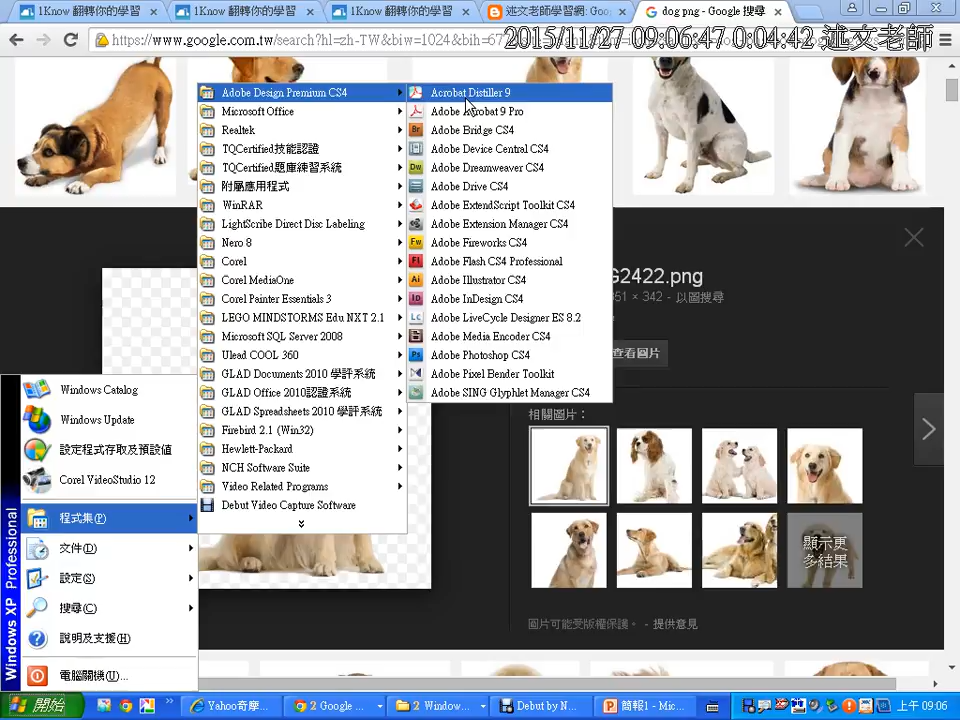 1Know 翻轉你的學習
1Know 翻轉你的學習
1Know 翻轉你的學習
述文老師學習網: Goo
dog png - Google 搜尋
https://www.google.com.tw/search?hl=zh-TW&biw=1024&bih=67
2015/11/27 09:06:47 0:04:42 述文老師
Adobe Design Premium CS4
Microsoft Office
Realtek
TQCertified技能認證
TQCertified題庫練習系統
附屬應用程式
WinRAR
LightScribe Direct Disc Labeling
Nero 8
Corel
Corel MediaOne
Corel Painter Essentials 3
LEGO MINDSTORMS Edu NXT 2.1
Microsoft SQL Server 2008
Ulead COOL 360
GLAD Documents 2010 學評系統
GLAD Office 2010認證系統
GLAD Spreadsheets 2010 學評系統
Firebird 2.1 (Win32)
Hewlett-Packard
NCH Software Suite
Video Related Programs
Debut Video Capture Software
Acrobat Distiller 9
Adobe Acrobat 9 Pro
Adobe Bridge CS4
Adobe Device Central CS4
Adobe Dreamweaver CS4
Adobe Drive CS4
Adobe ExtendScript Toolkit CS4
Adobe Extension Manager CS4
Adobe Fireworks CS4
Adobe Flash CS4 Professional
Adobe Illustrator CS4
Adobe InDesign CS4
Adobe LiveCycle Designer ES 8.2
Adobe Media Encoder CS4
Adobe Photoshop CS4
Adobe Pixel Bender Toolkit
Adobe SING Glyphlet Manager CS4
G2422.png
351 × 342 - 以圖搜尋
查看圖片
相關圖片：
顯示更
多結果
圖片可能受版權保護。 - 提供意見
Windows Catalog
Windows Update
設定程式存取及預設值
Corel VideoStudio 12
程式集(P)
文件(D)
設定(S)
搜尋(C)
說明及支援(H)
電腦關機(U)...
Windows XP Professional
開始
Yahoo奇摩...
2 Google ...
2 Window...
Debut by N...
簡報1 - Mic...
上午 09:06